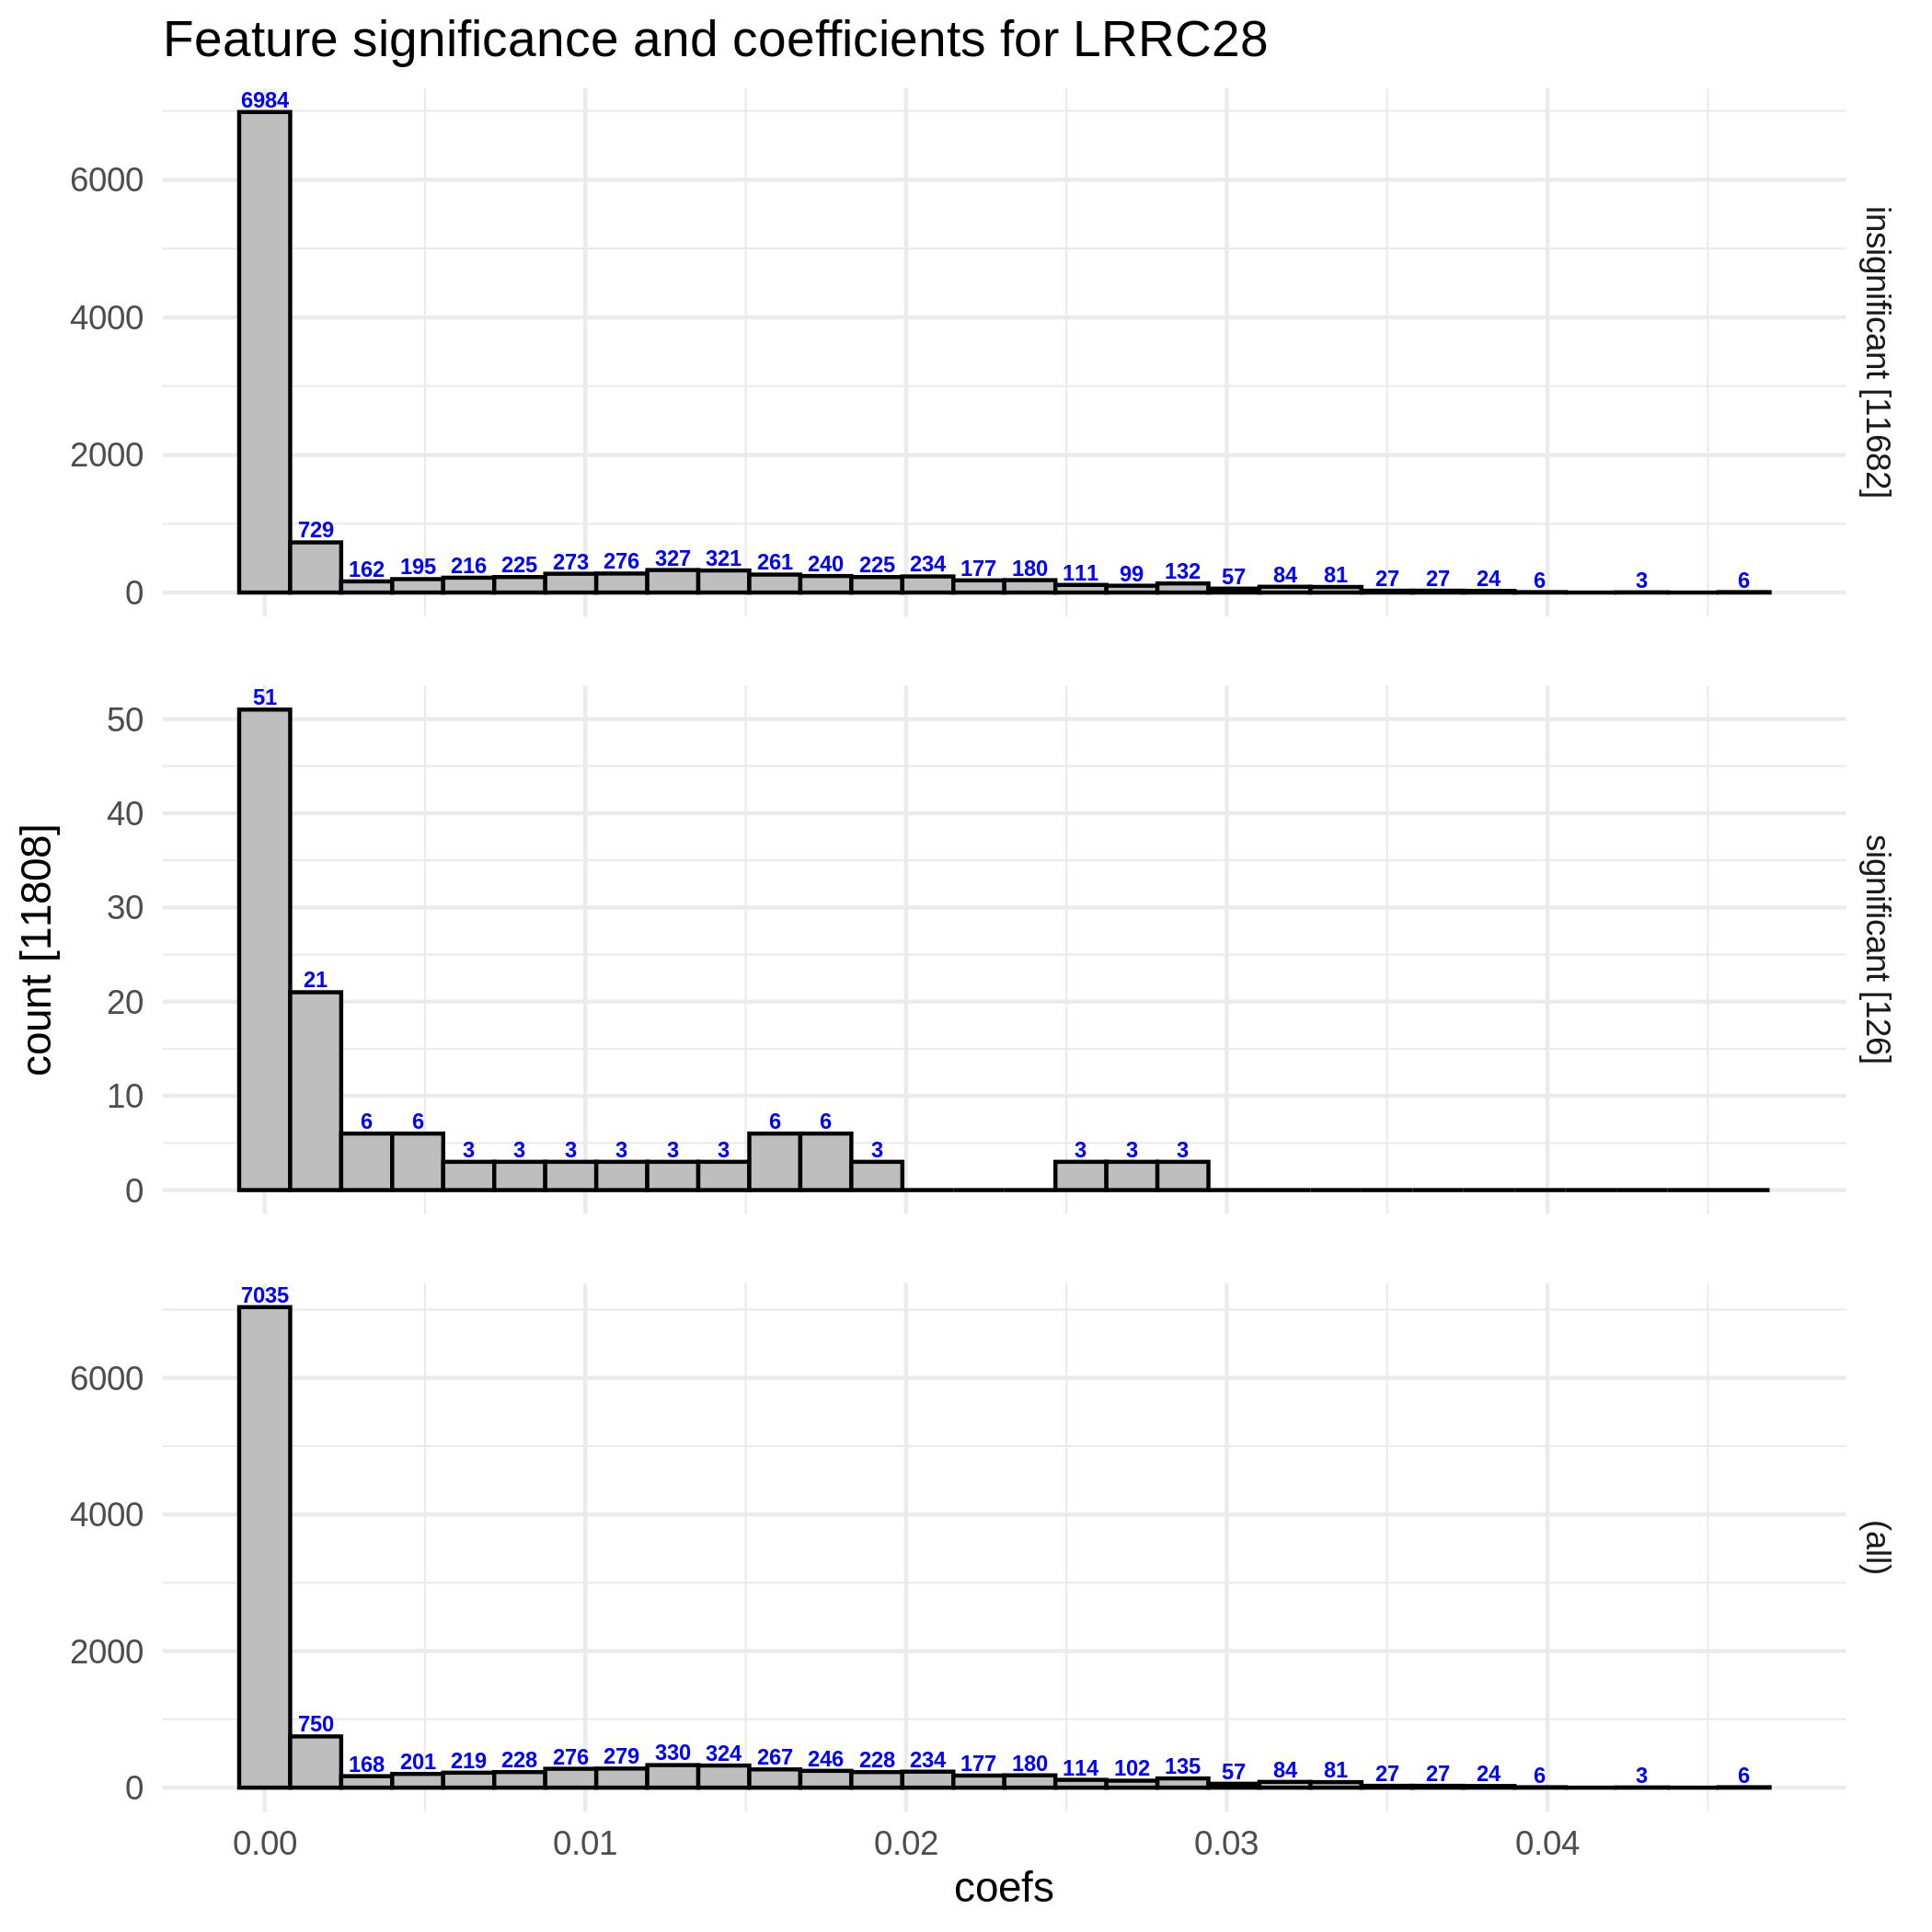 Feature significance and coefficients for LRRC28
6984
729 162 195 216 225 273 276 327 321 261 240 225 234 177 180 111 99 132 57 84 81 27 27 24 6 3 6
6000
4000
2000
0
insignificant [11682]
51
21
6 6 3 3 3 3 3 3 6 6 3 3 3 3
50
40
30
20
10
0
significant [126]
count [11808]
7035
750 168 201 219 228 276 279 330 324 267 246 228 234 177 180 114 102 135 57 84 81 27 27 24 6 3 6
6000
4000
2000
0
(all)
0.00 0.01 0.02 0.03 0.04
coefs